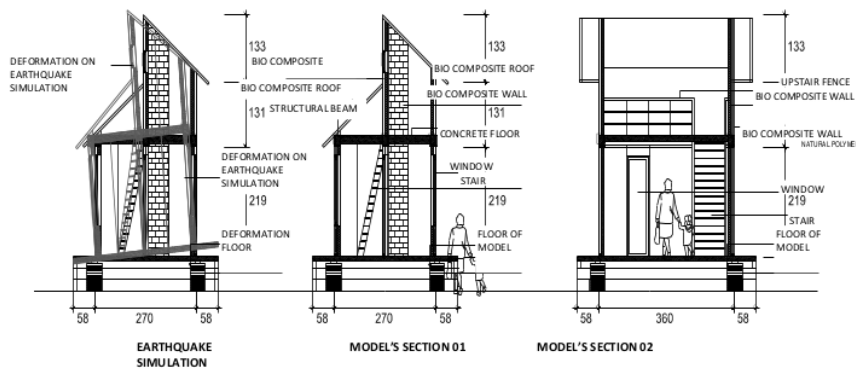 DEFORMATION ON
EARTHQUAKE
SIMULATION
133
BIO COMPOSITE
BIO COMPOSITE ROOF
131
STRUCTURAL BEAM
DEFORMATION ON
EARTHQUAKE
SIMULATION
219
DEFORMATION
FLOOR
58
270
58
EARTHQUAKE
SIMULATION
133
BIO COMPOSITE ROOF
BIO COMPOSITE WALL
131
CONCRETE FLOOR
WINDOW
STAIR
219
FLOOR OF
MODEL
58
270
58
MODEL'S SECTION 01
133
UPSTAIR FENCE
BIO COMPOSITE WALL
BIO COMPOSITE WALL
WINDOW
219
STAIR
FLOOR OF
MODEL
58
360
58
MODEL'S SECTION 02